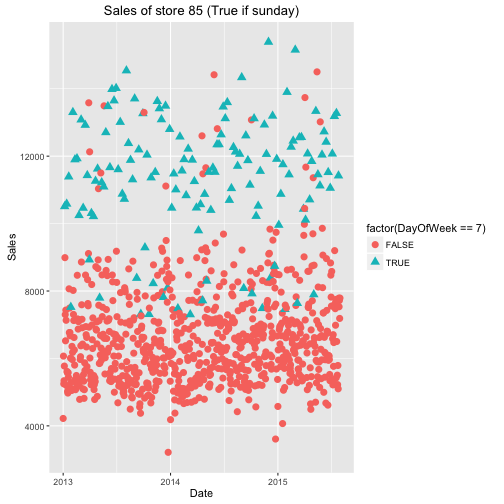 Sales of store 85 (True if sunday)
12000
8000
4000
Sales
2013
2014
2015
Date
factor(DayOfWeek == 7)
FALSE
TRUE